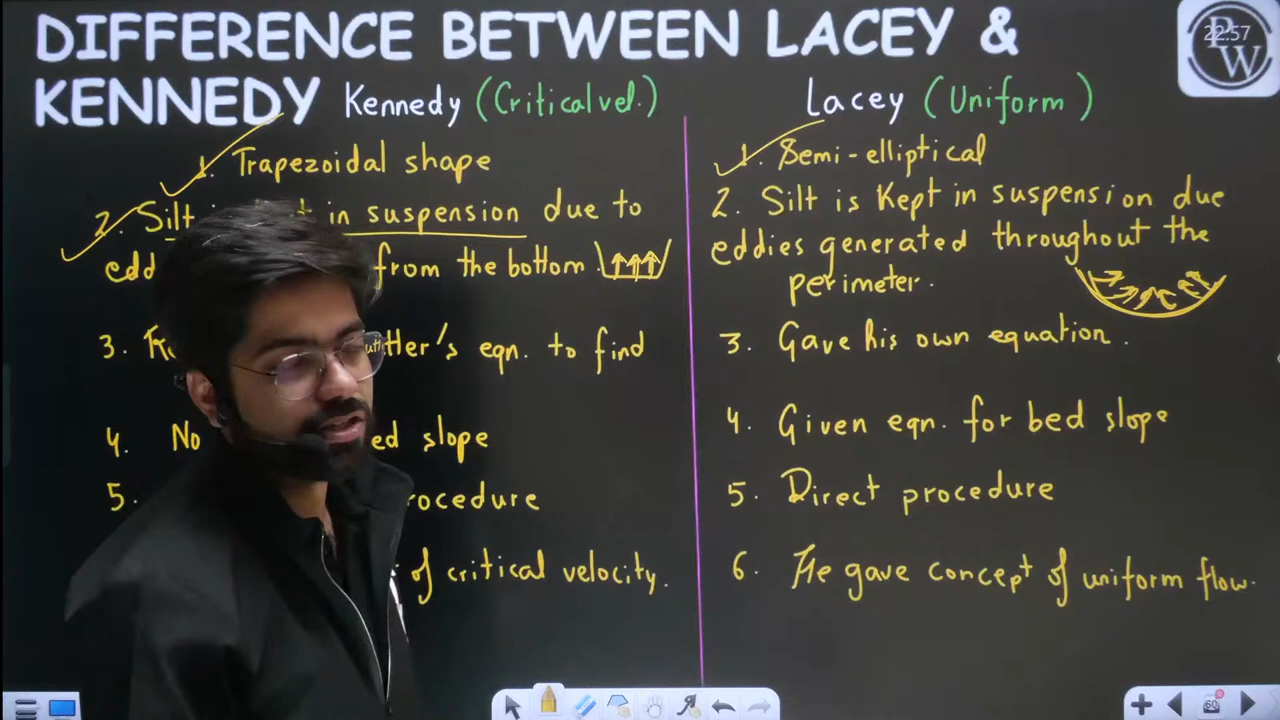 DIFFERENCE BETWEEN LACEY &
KENNEDY
22:57
PW
Kennedy (Critical vel.)
1. Trapezoidal shape
2. Silt in suspension due to
from the bottom.
3. eqn. to find
4. No slope
5.
of critical velocity.
Lacey (Uniform)
1. Semi-elliptical
2. Silt is kept in suspension due
eddies generated throughout the
perimeter.
3. Gave his own equation.
4. Given eqn. for bed slope
5. Direct procedure
6. He gave concept of uniform flow.
60